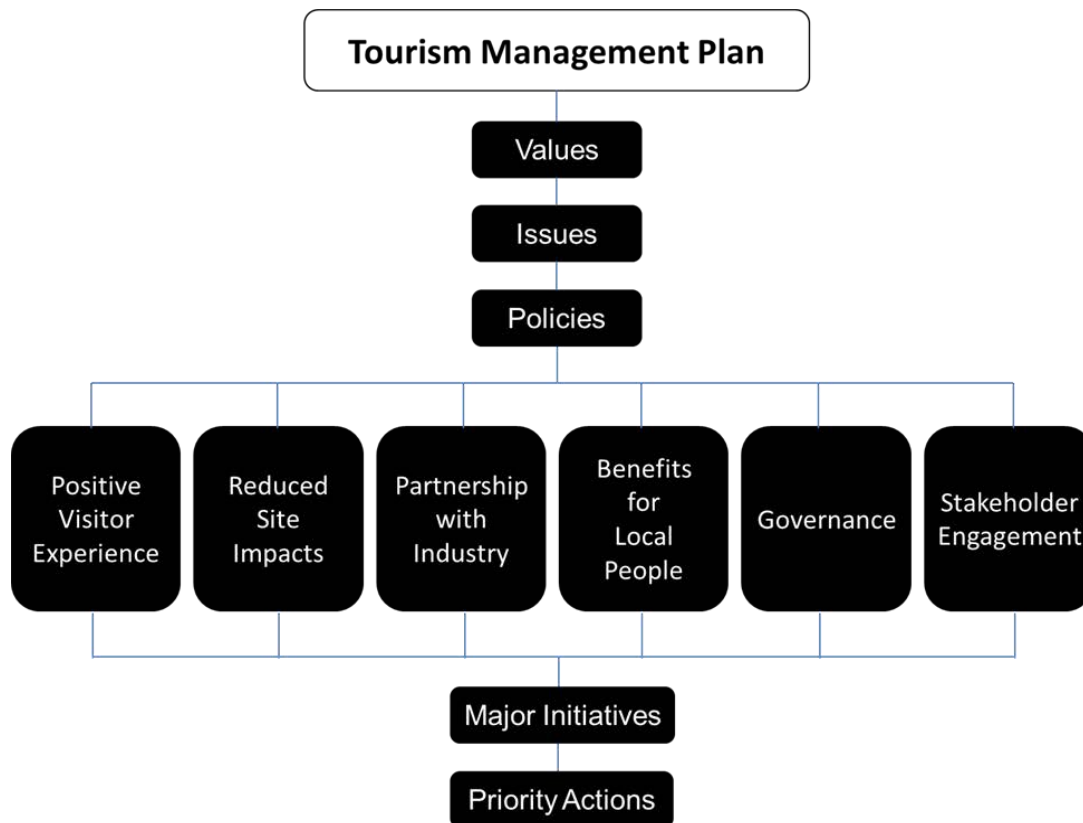 Tourism Management Plan
Values
Issues
Policies
Positive
Visitor
Experience
Reduced
Site
Impacts
Partnership
with
Industry
Benefits
for
Local
People
Governance
Stakeholder
Engagement
Major Initiatives
Priority Actions